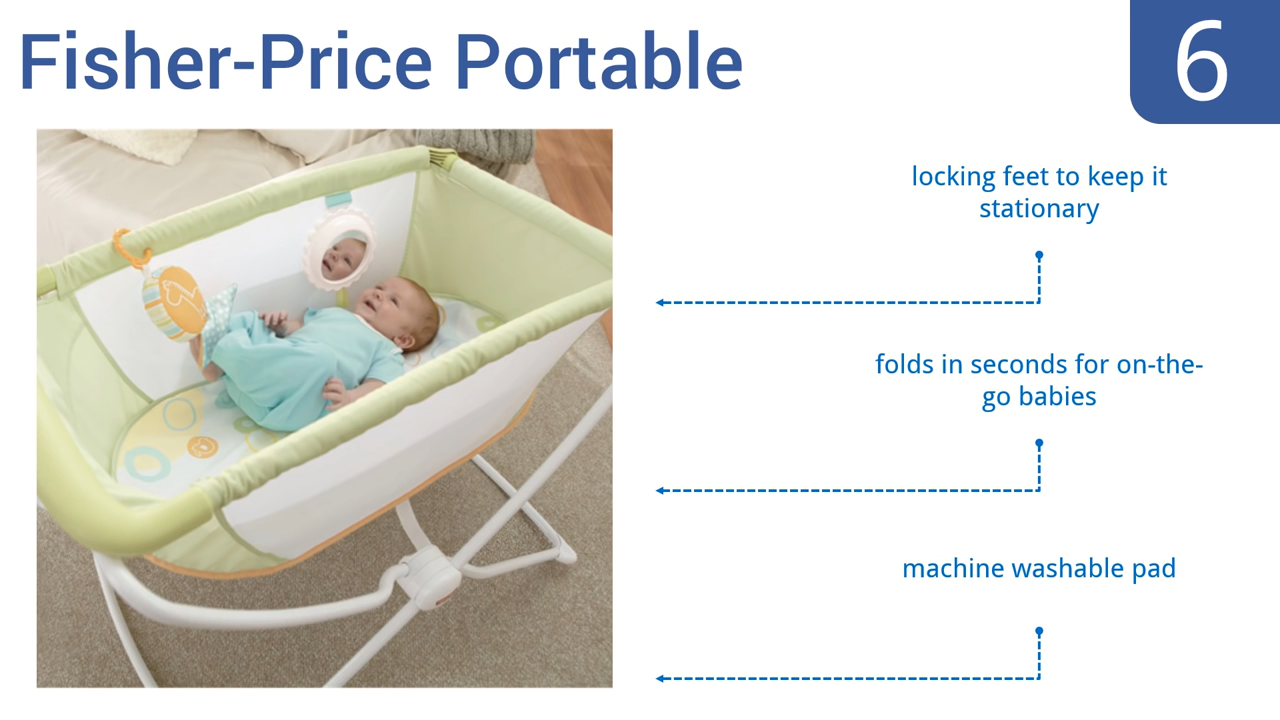 Fisher-Price Portable
6
locking feet to keep it
stationary
folds in seconds for on-the-
go babies
machine washable pad